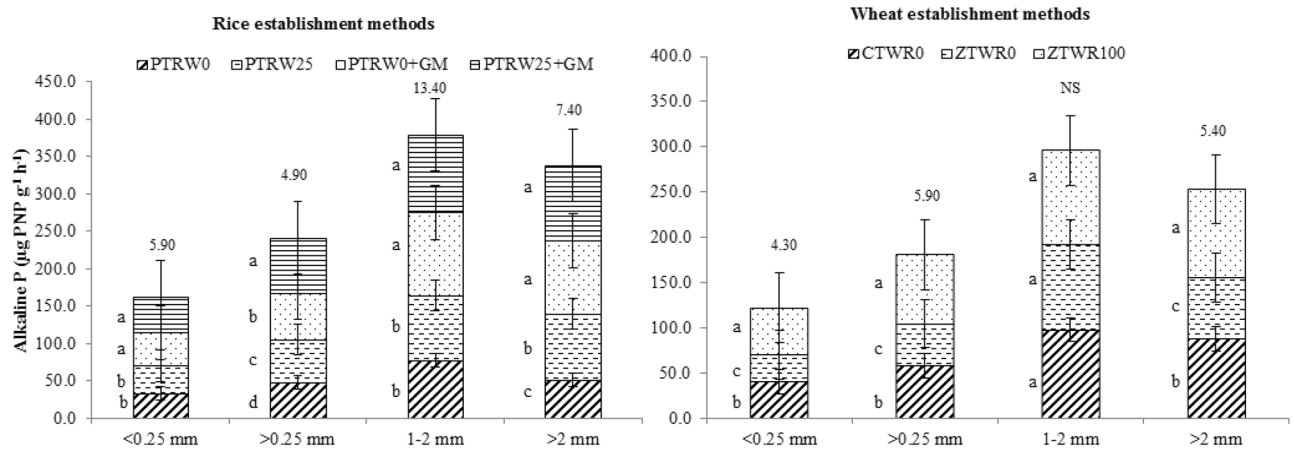 Rice establishment methods
PTRW0 PTRW25 PTRW0+GM PTRW25+GM
Alkaline P (µg PNP g-1 h-1)
450.0
400.0
350.0
300.0
250.0
200.0
150.0
100.0
50.0
0.0
5.90
4.90
13.40
7.40
a
a
b
b
a
b
c
d
a
a
b
b
a
a
b
c
<0.25 mm >0.25 mm 1-2 mm >2 mm
Wheat establishment methods
CTWR0 ZTWR0 ZTWR100
400.0
350.0
300.0
250.0
200.0
150.0
100.0
50.0
0.0
4.30
5.90
NS
5.40
a
c
b
a
c
b
a
a
a
a
c
b
<0.25 mm >0.25 mm 1-2 mm >2 mm